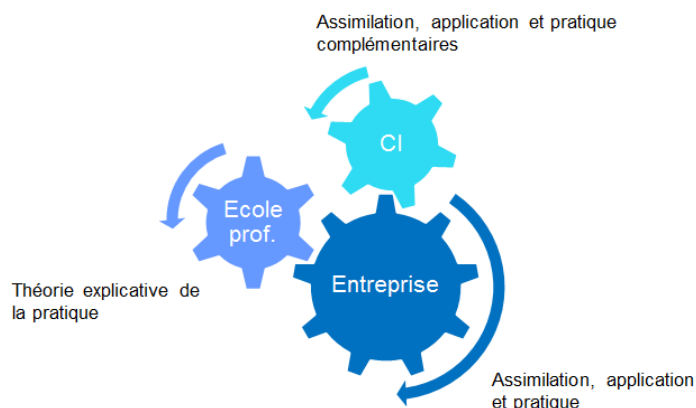 Assimilation, application et pratique
complémentaires
CI
Ecole
prof.
Entreprise
Théorie explicative de
la pratique
Assimilation, application
et pratique